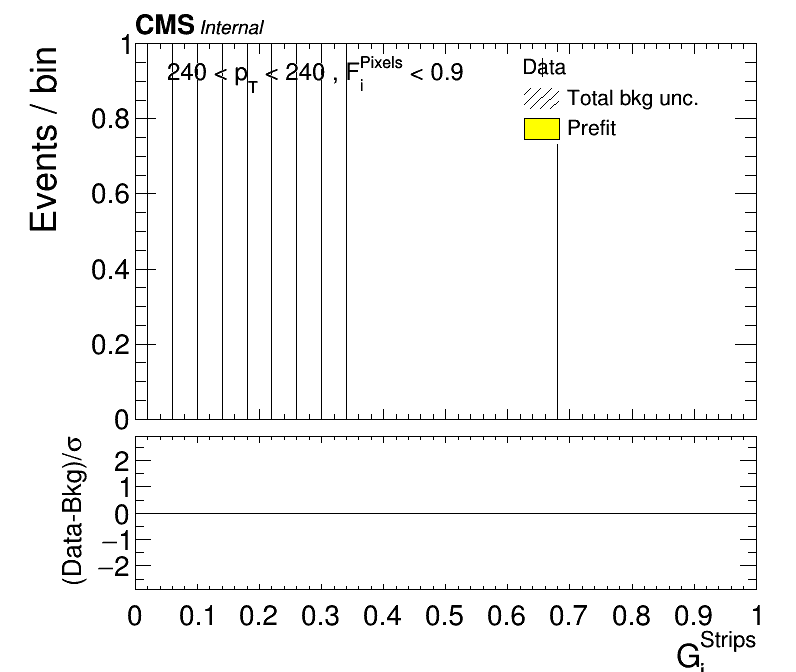 CMS Internal
Events / bin
240 < pT < 240 , FiPixels < 0.9
Data
Total bkg unc.
Prefit
1
0.8
0.6
0.4
0.2
0
(Data-Bkg)/σ
2
1
0
−1
−2
0 0.1 0.2 0.3 0.4 0.5 0.6 0.7 0.8 0.9 1
GiStrips